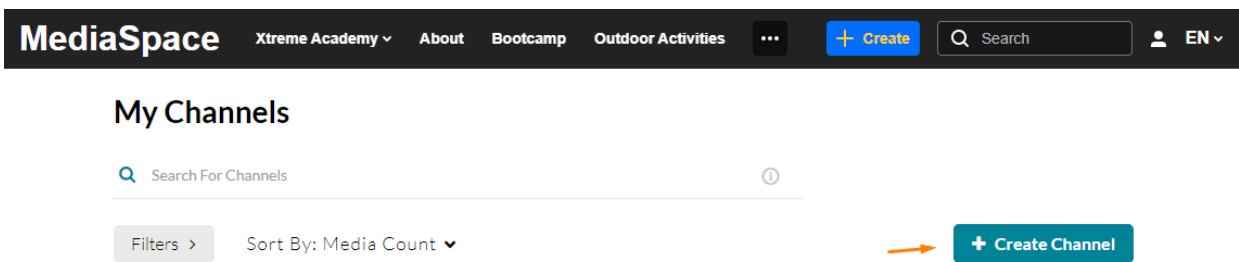 MediaSpace Xtreme Academy About Bootcamp Outdoor Activities ••• + Create Search EN
My Channels
Search For Channels
Filters > Sort By: Media Count + Create Channel